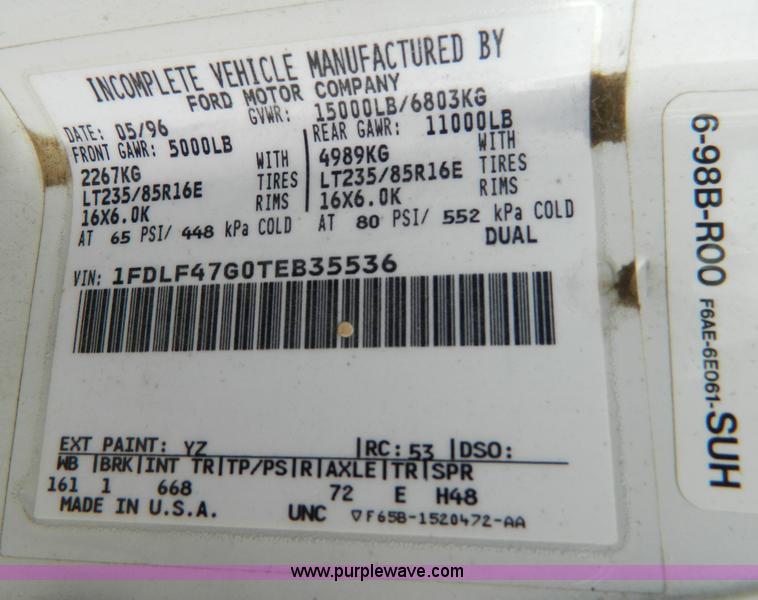 INCOMPLETE VEHICLE MANUFACTURED BY
FORD MOTOR COMPANY
DATE: 05/96 GVWR: 15000LB/6803KG
FRONT GAWR: 5000LB REAR GAWR: 11000LB
2267KG WITH 4989KG WITH
LT235/85R16E TIRES LT235/85R16E TIRES
16X6.0K RIMS 16X6.0K RIMS
AT 65 PSI/ 448 kPa COLD AT 80 PSI/ 552 kPa COLD
DUAL
VIN: 1FDLF47G0TEB35536
EXT PAINT: YZ |RC: 53 |DSO:
WB |BRK|INT TR|TP/PS|R|AXLE|TR|SPR
161 1 668 72 E H48
MADE IN U.S.A. UNC ▽F65B-1520472-AA
6-98B-R00
F6AE-6E061-SUH
www.purplewave.com